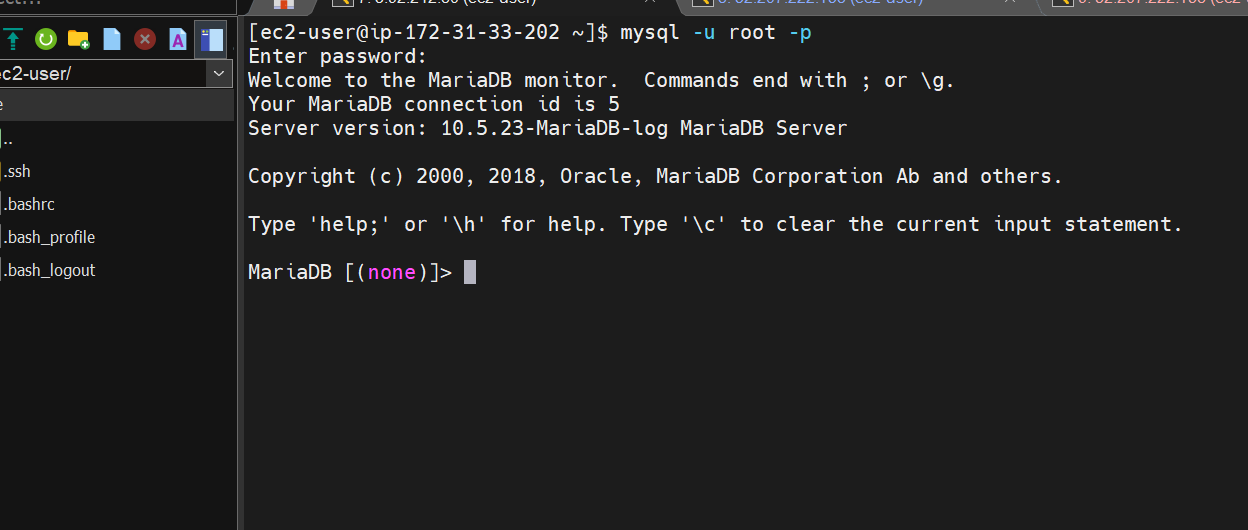 [ec2-user@ip-172-31-33-202 ~]$ mysql -u root -p
Enter password:
Welcome to the MariaDB monitor.  Commands end with ; or \g.
Your MariaDB connection id is 5
Server version: 10.5.23-MariaDB-log MariaDB Server
Copyright (c) 2000, 2018, Oracle, MariaDB Corporation Ab and others.
Type 'help;' or '\h' for help. Type '\c' to clear the current input statement.
MariaDB [(none)]>
ec2-user/
e
..
.ssh
.bashrc
.bash_profile
.bash_logout